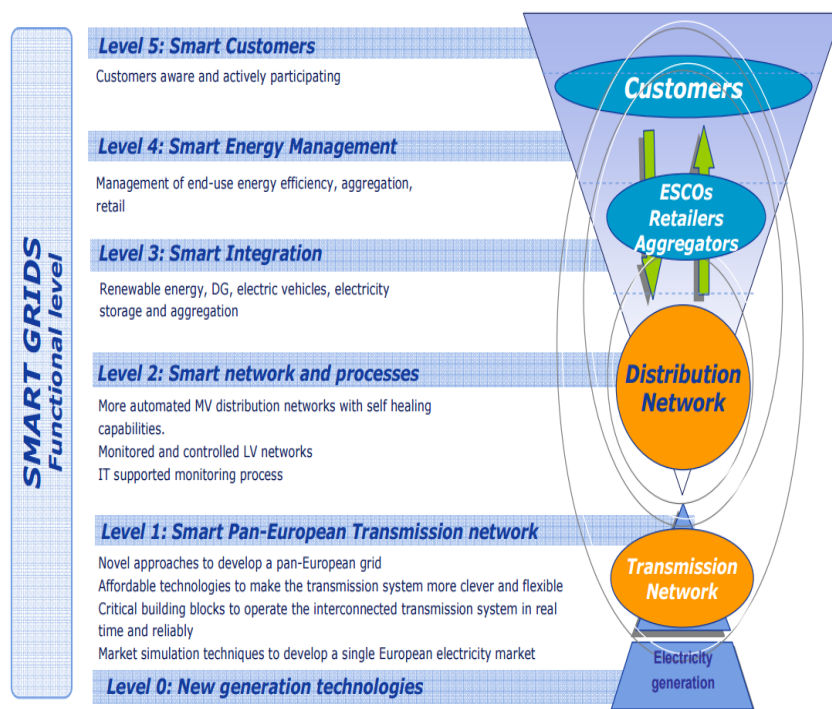 SMART GRIDS
Functional level
Level 5: Smart Customers
Customers aware and actively participating
Level 4: Smart Energy Management
Management of end-use energy efficiency, aggregation,
retail
Level 3: Smart Integration
Renewable energy, DG, electric vehicles, electricity
storage and aggregation
Level 2: Smart network and processes
More automated MV distribution networks with self healing
capabilities.
Monitored and controlled LV networks
IT supported monitoring process
Level 1: Smart Pan-European Transmission network
Novel approaches to develop a pan-European grid
Affordable technologies to make the transmission system more clever and flexible
Critical building blocks to operate the interconnected transmission system in real
time and reliably
Market simulation techniques to develop a single European electricity market
Level 0: New generation technologies
Customers
ESCOs
Retailers
Aggregators
Distribution
Network
Transmission
Network
Electricity
generation